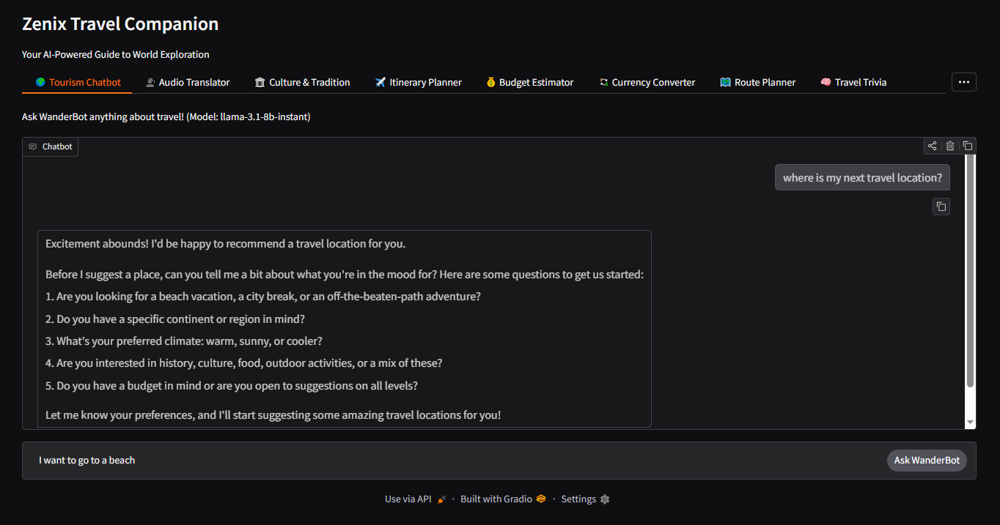 Zenix Travel Companion
Your AI-Powered Guide to World Exploration
Tourism Chatbot Audio Translator Culture & Tradition Itinerary Planner Budget Estimator Currency Converter Route Planner Travel Trivia
Ask WanderBot anything about travel! (Model: llama-3.1-8b-instant)
Chatbot
where is my next travel location?
Excitement abounds! I'd be happy to recommend a travel location for you.
Before I suggest a place, can you tell me a bit about what you're in the mood for? Here are some questions to get us started:
1. Are you looking for a beach vacation, a city break, or an off-the-beaten-path adventure?
2. Do you have a specific continent or region in mind?
3. What's your preferred climate: warm, sunny, or cooler?
4. Are you interested in history, culture, food, outdoor activities, or a mix of these?
5. Do you have a budget in mind or are you open to suggestions on all levels?
Let me know your preferences, and I'll start suggesting some amazing travel locations for you!
I want to go to a beach Ask WanderBot
Use via API · Built with Gradio · Settings